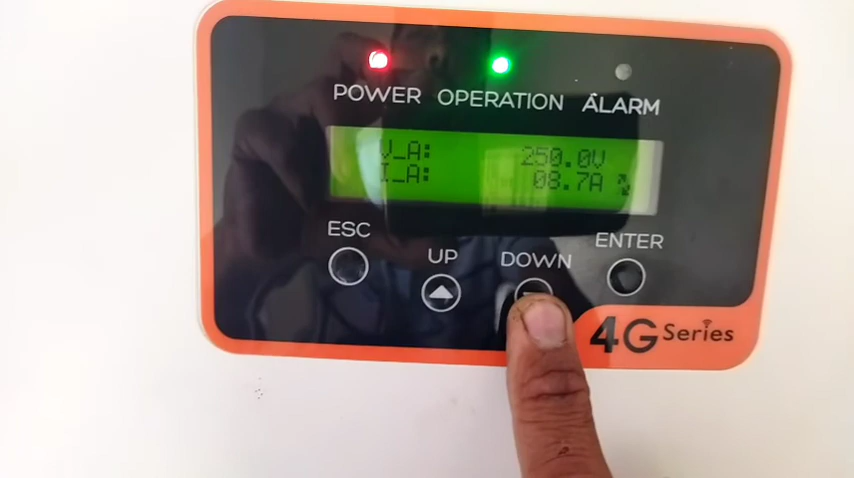 POWER OPERATION ALARM
V_A: 250.0V
I_A: 08.7A
ESC UP DOWN ENTER
4G Series